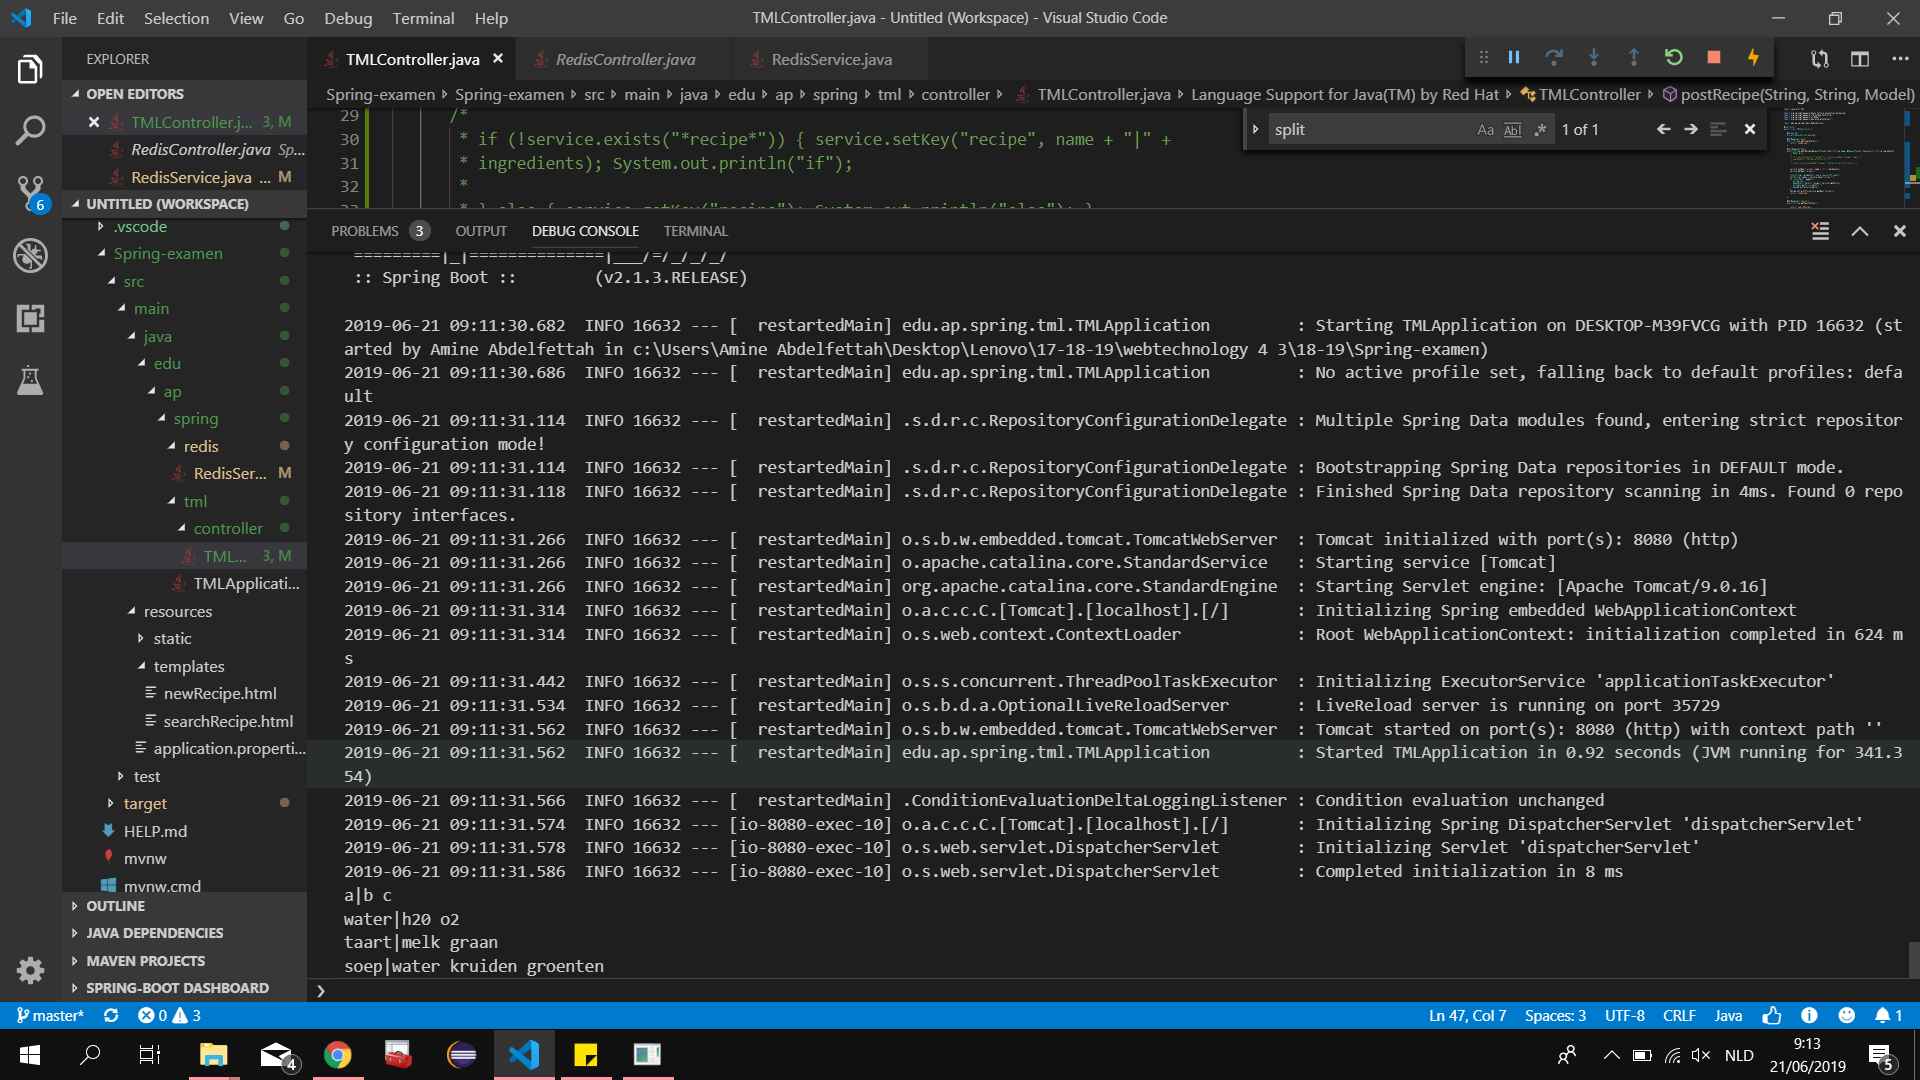 File Edit Selection View Go Debug Terminal Help
TMLController.java - Untitled (Workspace) - Visual Studio Code
EXPLORER
TMLController.java
RedisController.java
RedisService.java
OPEN EDITORS
TMLController.j... 3, M
RedisController.java Sp...
RedisService.java ... M
UNTITLED (WORKSPACE)
.vscode
Spring-examen
src
main
java
edu
ap
spring
redis
RedisSer... M
tml
controller
TML... 3, M
TMLApplicati...
resources
static
templates
newRecipe.html
searchRecipe.html
application.properti...
test
target
HELP.md
mvnw
mvnw.cmd
OUTLINE
JAVA DEPENDENCIES
MAVEN PROJECTS
SPRING-BOOT DASHBOARD
6
Spring-examen Spring-examen src main java edu ap spring tml controller TMLController.java Language Support for Java(TM) by Red Hat TMLController postRecipe(String, String, Model)
split Aa Abl .* 1 of 1
29 /*
30 * if (!service.exists("*recipe*")) { service.setKey("recipe", name + "|" +
31 * ingredients); System.out.println("if");
32 *
33 * } else { service.getKey("recipe"); System.out.println("else"); }
PROBLEMS 3 OUTPUT DEBUG CONSOLE TERMINAL
=========|_|==============|___/=/_/_/_/
:: Spring Boot :: (v2.1.3.RELEASE)
2019-06-21 09:11:30.682 INFO 16632 --- [ restartedMain] edu.ap.spring.tml.TMLApplication : Starting TMLApplication on DESKTOP-M39FVCG with PID 16632 (st
arted by Amine Abdelfettah in c:\Users\Amine Abdelfettah\Desktop\Lenovo\17-18-19\webtechnology 4 3\18-19\Spring-examen)
2019-06-21 09:11:30.686 INFO 16632 --- [ restartedMain] edu.ap.spring.tml.TMLApplication : No active profile set, falling back to default profiles: defa
ult
2019-06-21 09:11:31.114 INFO 16632 --- [ restartedMain] .s.d.r.c.RepositoryConfigurationDelegate : Multiple Spring Data modules found, entering strict repositor
y configuration mode!
2019-06-21 09:11:31.114 INFO 16632 --- [ restartedMain] .s.d.r.c.RepositoryConfigurationDelegate : Bootstrapping Spring Data repositories in DEFAULT mode.
2019-06-21 09:11:31.118 INFO 16632 --- [ restartedMain] .s.d.r.c.RepositoryConfigurationDelegate : Finished Spring Data repository scanning in 4ms. Found 0 repo
sitory interfaces.
2019-06-21 09:11:31.266 INFO 16632 --- [ restartedMain] o.s.b.w.embedded.tomcat.TomcatWebServer : Tomcat initialized with port(s): 8080 (http)
2019-06-21 09:11:31.266 INFO 16632 --- [ restartedMain] o.apache.catalina.core.StandardService : Starting service [Tomcat]
2019-06-21 09:11:31.266 INFO 16632 --- [ restartedMain] org.apache.catalina.core.StandardEngine : Starting Servlet engine: [Apache Tomcat/9.0.16]
2019-06-21 09:11:31.314 INFO 16632 --- [ restartedMain] o.a.c.c.C.[Tomcat].[localhost].[/] : Initializing Spring embedded WebApplicationContext
2019-06-21 09:11:31.314 INFO 16632 --- [ restartedMain] o.s.web.context.ContextLoader : Root WebApplicationContext: initialization completed in 624 m
s
2019-06-21 09:11:31.442 INFO 16632 --- [ restartedMain] o.s.s.concurrent.ThreadPoolTaskExecutor : Initializing ExecutorService 'applicationTaskExecutor'
2019-06-21 09:11:31.534 INFO 16632 --- [ restartedMain] o.s.b.d.a.OptionalLiveReloadServer : LiveReload server is running on port 35729
2019-06-21 09:11:31.562 INFO 16632 --- [ restartedMain] o.s.b.w.embedded.tomcat.TomcatWebServer : Tomcat started on port(s): 8080 (http) with context path ''
2019-06-21 09:11:31.562 INFO 16632 --- [ restartedMain] edu.ap.spring.tml.TMLApplication : Started TMLApplication in 0.92 seconds (JVM running for 341.3
54)
2019-06-21 09:11:31.566 INFO 16632 --- [ restartedMain] .ConditionEvaluationDeltaLoggingListener : Condition evaluation unchanged
2019-06-21 09:11:31.574 INFO 16632 --- [io-8080-exec-10] o.a.c.c.C.[Tomcat].[localhost].[/] : Initializing Spring DispatcherServlet 'dispatcherServlet'
2019-06-21 09:11:31.578 INFO 16632 --- [io-8080-exec-10] o.s.web.servlet.DispatcherServlet : Initializing Servlet 'dispatcherServlet'
2019-06-21 09:11:31.586 INFO 16632 --- [io-8080-exec-10] o.s.web.servlet.DispatcherServlet : Completed initialization in 8 ms
a|b c
water|h20 o2
taart|melk graan
soep|water kruiden groenten
master* 0 3
Ln 47, Col 7 Spaces: 3 UTF-8 CRLF Java 1
4
NLD
9:13
21/06/2019
5